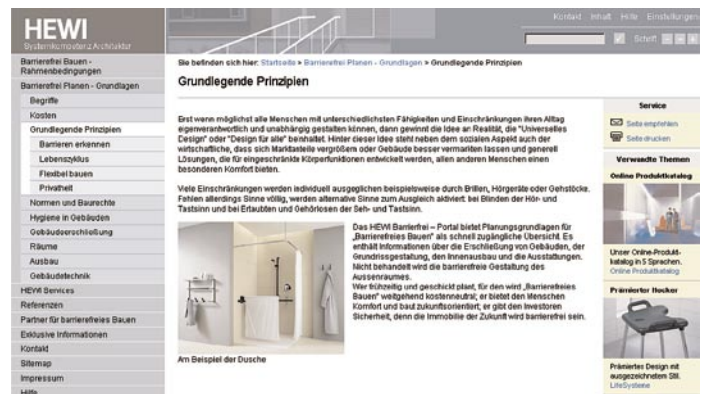 HEWI
Systemkompetenz Architektur
Kontakt Inhalt Hilfe Einstellungen
Schrift
Barrierefrei Bauen -
Rahmenbedingungen
Barrierefrei Planen - Grundlagen
Begriffe
Kosten
Grundlegende Prinzipien
Barrieren erkennen
Lebenszyklus
Flexibel bauen
Privatheit
Normen und Baurechte
Hygiene in Gebäuden
Gebäudeerschließung
Räume
Ausbau
Gebäudetechnik
HEWI Services
Referenzen
Partner für barrierefreies Bauen
Exklusive Informationen
Kontakt
Sitemap
Impressum
Hilfe
Sie befinden sich hier: Startseite > Barrierefrei Planen - Grundlagen > Grundlegende Prinzipien
Grundlegende Prinzipien
Erst wenn möglichst alle Menschen mit unterschiedlichsten Fähigkeiten und Einschränkungen ihren Alltag
eigenverantwortlich und unabhängig gestalten können, dann gewinnt die Idee an Realität, die "Universelles
Design" oder "Design für alle" beinhaltet. Hinter dieser Idee steht neben dem sozialen Aspekt auch der
wirtschaftliche, dass sich Marktanteile vergrößern oder Gebäude besser vermarkten lassen und generell
Lösungen, die für eingeschränkte Körperfunktionen entwickelt werden, allen anderen Menschen einen
besonderen Komfort bieten.
Viele Einschränkungen werden individuell ausgeglichen beispielsweise durch Brillen, Hörgeräte oder Gehstöcke.
Fehlen allerdings Sinne völlig, werden alternative Sinne zum Ausgleich aktiviert: bei Blinden der Hör- und
Tastsinn und bei Ertaubten und Gehörlosen der Seh- und Tastsinn.
Das HEWI Barrierefrei – Portal bietet Planungsgrundlagen für
„Barrierefreies Bauen" als schnell zugängliche Übersicht. Es
enthält Informationen über die Erschließung von Gebäuden, der
Grundrissgestaltung, den Innenausbau und die Ausstattungen.
Nicht behandelt wird die barrierefreie Gestaltung des
Aussenraumes.
Wer frühzeitig und geschickt plant, für den wird „Barrierefreies
Bauen" weitgehend kostenneutral; er bietet den Menschen
Komfort und baut zukunftsorientiert; er gibt den Investoren
Sicherheit, denn die Immobilie der Zukunft wird barrierefrei sein.
Am Beispiel der Dusche
Service
Seite empfehlen
Seite drucken
Verwandte Themen
Online Produktkatalog
Unser Online-Produkt-
katalog in 5 Sprachen.
Online Produktkatalog
Prämierter Hocker
Prämiertes Design mit
ausgezeichnetem Stil.
LifeSysteme